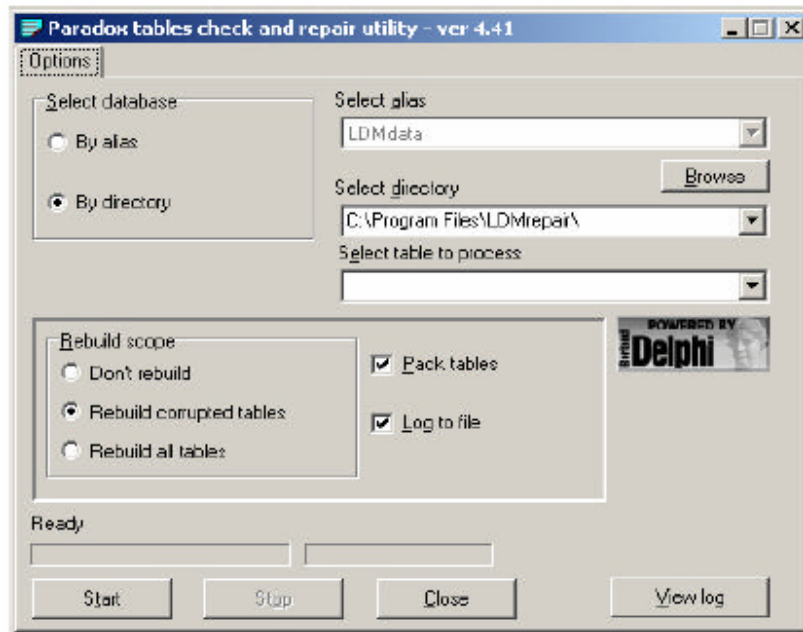 Paradox tables check and repair utility - ver 4.41
Options
Select database
By alias
By directory
Select alias
LDMdata
Browse
Select directory
C:\Program Files\LDMrepair\
Select table to process
Rebuild scope
Don't rebuild
Rebuild corrupted tables
Rebuild all tables
Pack tables
Log to file
POWERED BY
Borland
Delphi
Ready
Start
Stop
Close
View log